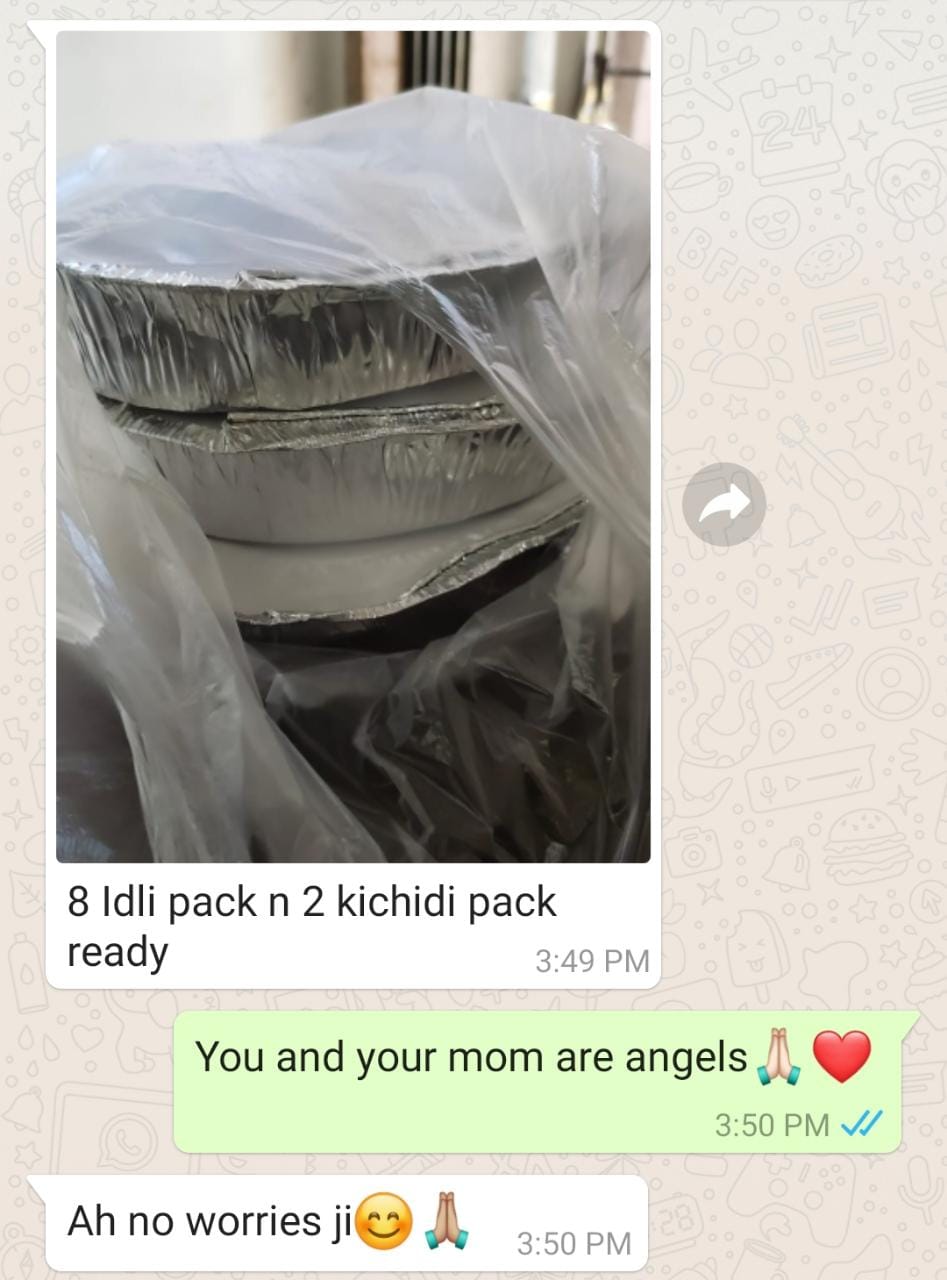 8 Idli pack n 2 kichidi pack
ready
3:49 PM
You and your mom are angels🙏🏼❤️
3:50 PM
Ah no worries ji😊🙏🏽
3:50 PM